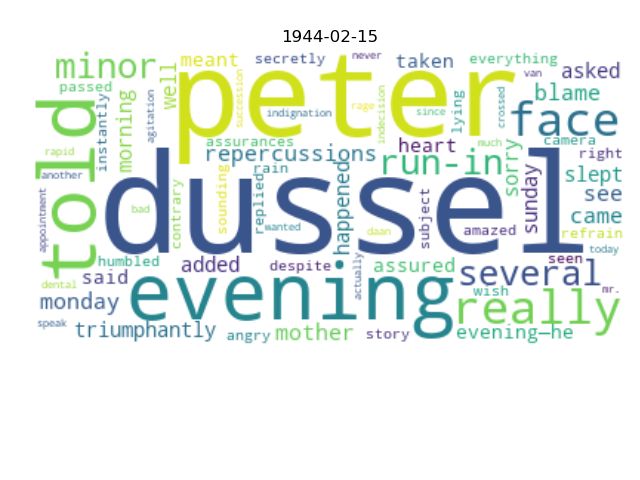 1944-02-15
meant secretly never taken everything
minor van asked
passed peter blame
well succession indignation rage indecision since lying crossed face
instantly morning agitation
told assurances heart much camera
rapid repercussions run-in sorry right
another rain slept
appointment contrary sounding replied happened subject sunday see
bad dussel wanted daan amazed came
refrain
today
humbled added despite assured seen
dental said actually several
wish mr.
monday evening really
speak triumphantly angry mother story evening—he